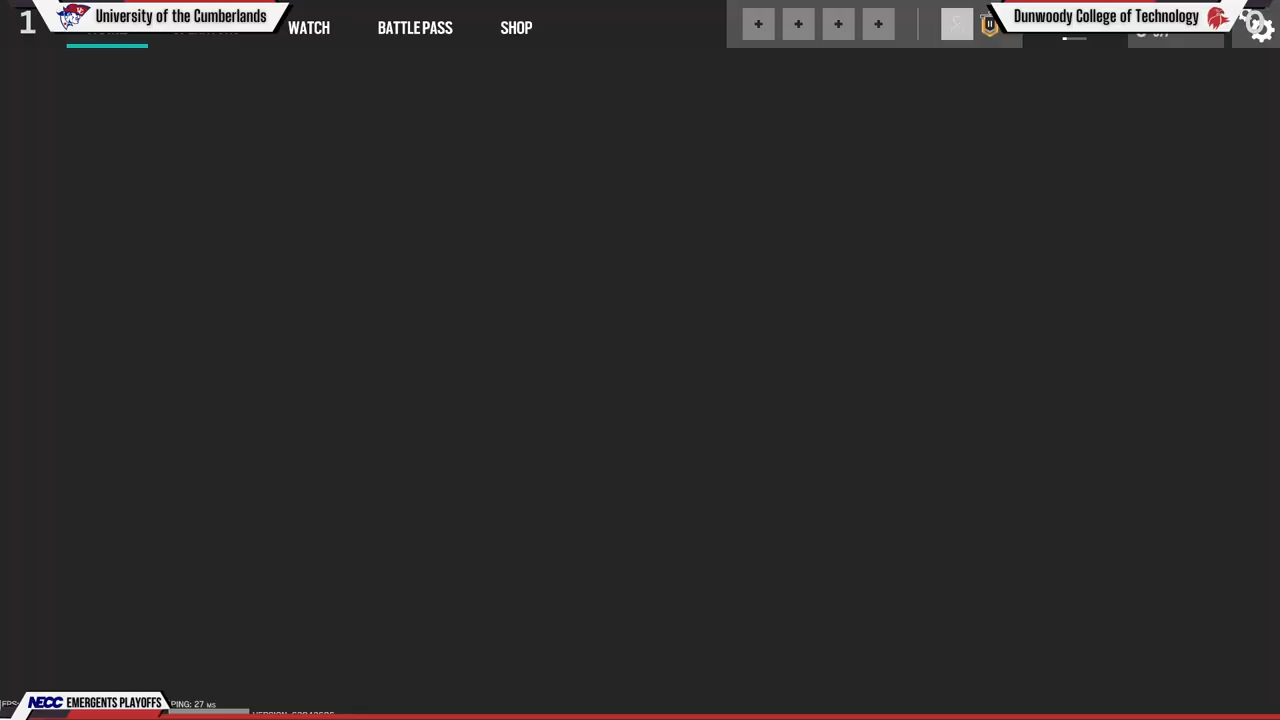 1
University of the Cumberlands
WATCH
BATTLE PASS
SHOP
Dunwoody College of Technology
0
NECC EMERGENTS PLAYOFFS
PING: 27 MS